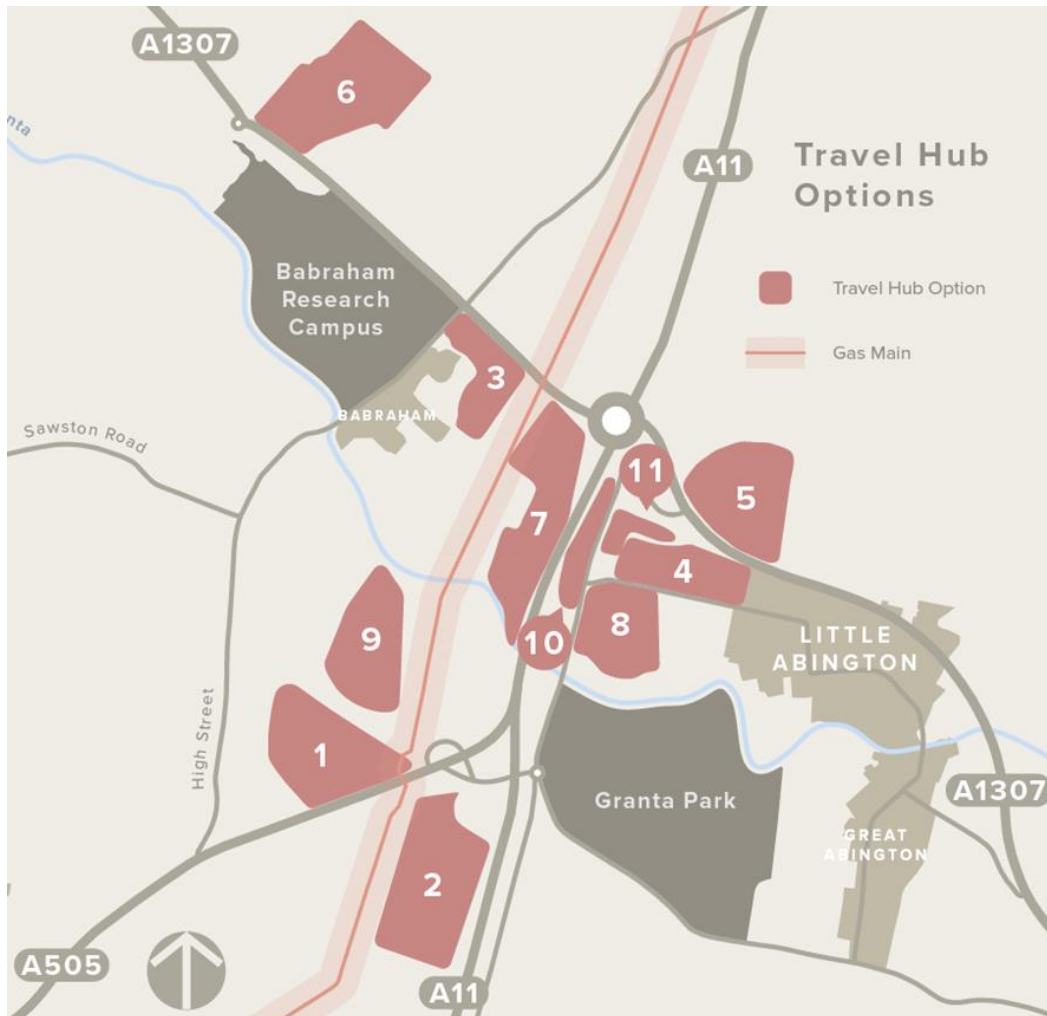 A1307
6
nta
A11
Travel Hub
Options
Babraham
Research
Campus
Travel Hub Option
Gas Main
3
BABRAHAM
Sawston Road
11
5
7
4
10
8
LITTLE
ABINGTON
9
High Street
1
Granta Park
A1307
GREAT
ABINGTON
2
A505
A11